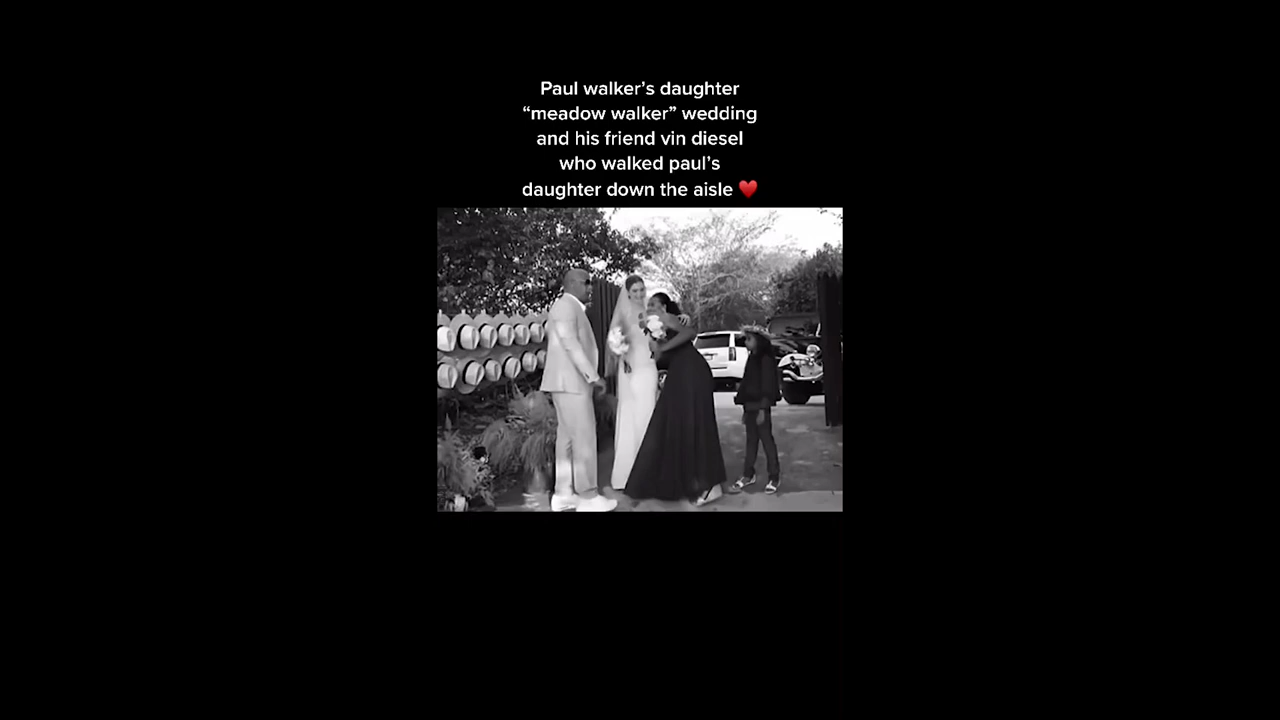 Paul walker’s daughter
“meadow walker” wedding
and his friend vin diesel
who walked paul’s
daughter down the aisle ♥️